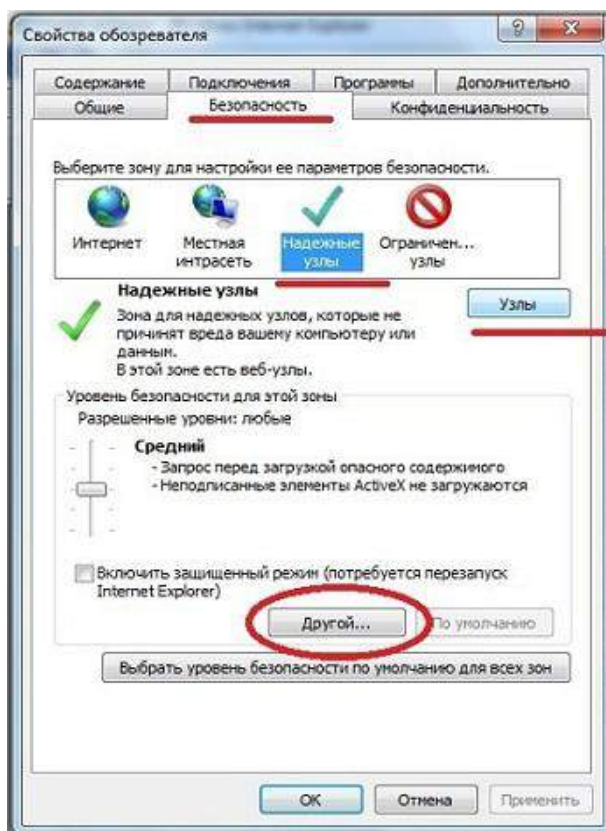 Свойства обозревателя
Содержание Подключения Программы Дополнительно
Общие Безопасность Конфиденциальность
Выберите зону для настройки ее параметров безопасности.
Интернет Местная интрасеть Надежные узлы Ограничен... узлы
Надежные узлы
Узлы
Зона для надежных узлов, которые не
причинят вреда вашему компьютеру или
данным.
В этой зоне есть веб-узлы.
Уровень безопасности для этой зоны
Разрешенные уровни: любые
Средний
- Запрос перед загрузкой опасного содержимого
- Неподписанные элементы ActiveX не загружаются
Включить защищенный режим (потребуется перезапуск
Internet Explorer)
Другой... По умолчанию
Выбрать уровень безопасности по умолчанию для всех зон
OK Отмена Применить